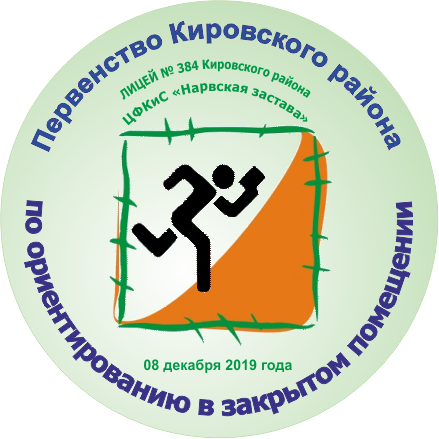 Первенство Кировского района
ЛИЦЕЙ № 384 Кировского района
ЦФКиС «Нарвская застава»
08 декабря 2019 года
по ориентированию в закрытом помещении